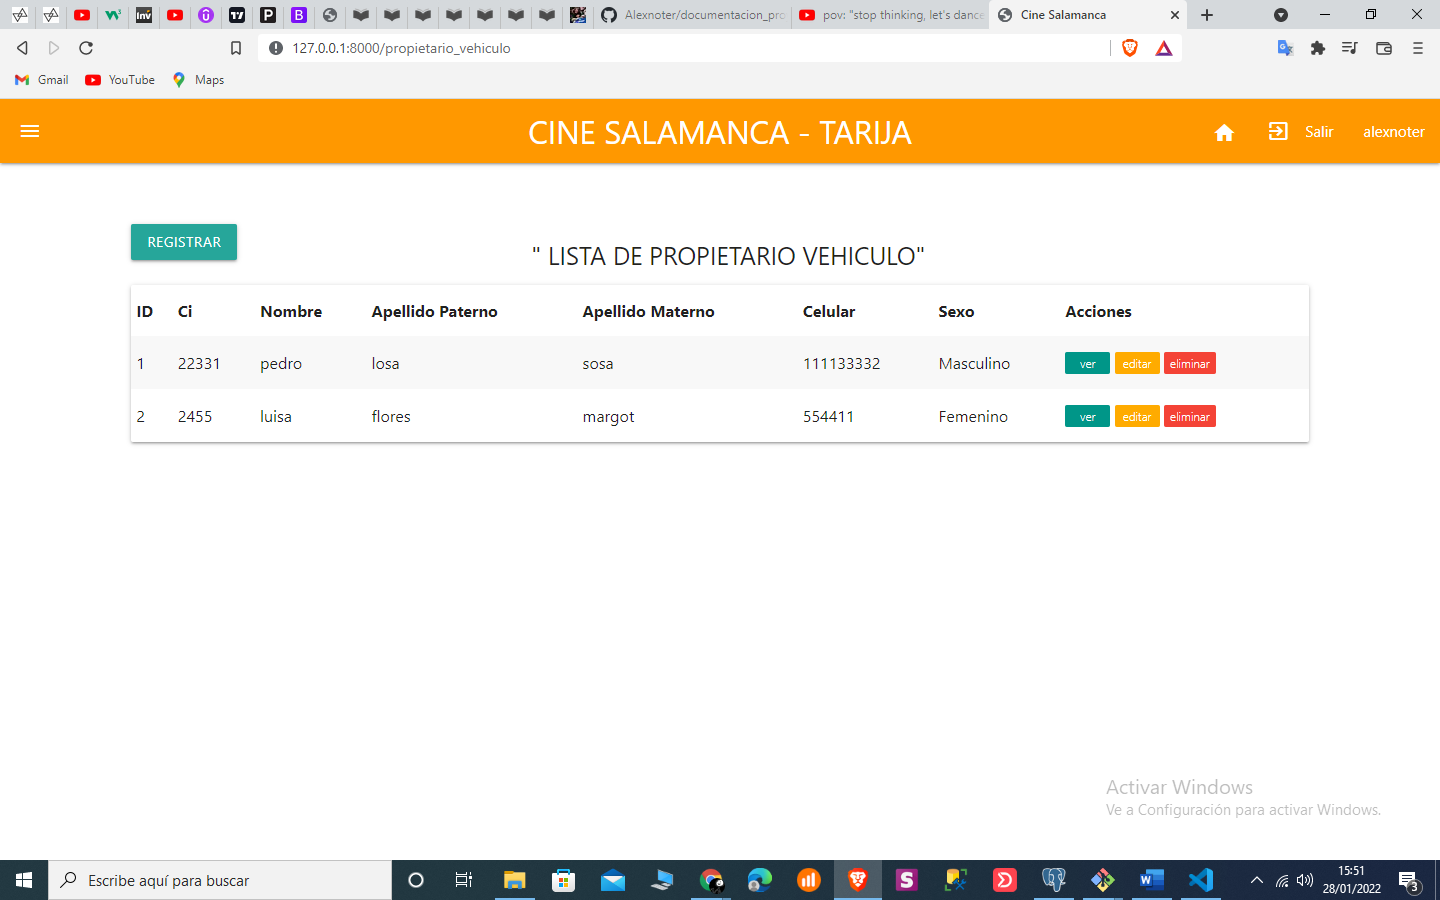 Inv
Alexnoter/documentacion_pro
pov: "stop thinking, let's dance
Cine Salamanca
127.0.0.1:8000/propietario_vehiculo
Gmail
YouTube
Maps
CINE SALAMANCA - TARIJA
Salir
alexnoter
REGISTRAR
" LISTA DE PROPIETARIO VEHICULO"
ID Ci Nombre Apellido Paterno Apellido Materno Celular Sexo Acciones
1 22331 pedro losa sosa 111133332 Masculino ver editar eliminar
2 2455 luisa flores margot 554411 Femenino ver editar eliminar
Activar Windows
Ve a Configuración para activar Windows.
Escribe aquí para buscar
15:51
28/01/2022
3